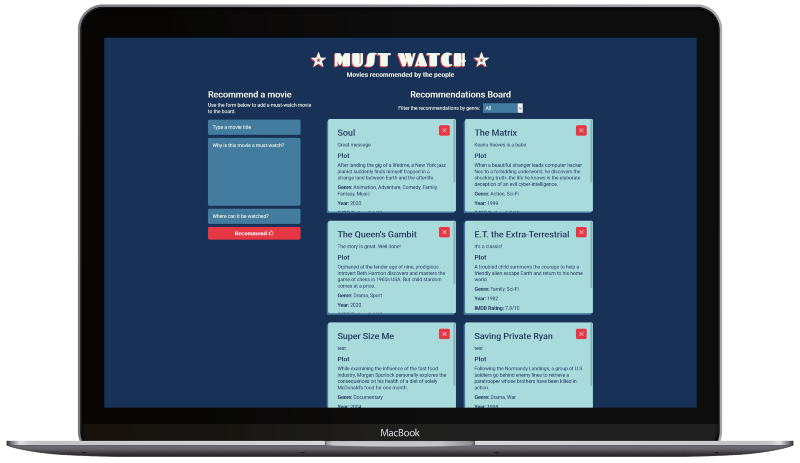 MUST WATCH
Movies recommended by the people
Recommend a movie
Use the form below to add a must-watch movie
to the board.
Type a movie title
Why is this movie a must-watch?
Where can it be watched?
Recommend
Recommendations Board
Filter the recommendations by genre:
All
Soul
Great message
Plot
After landing the gig of a lifetime, a New York jazz
pianist suddenly finds himself trapped in a
strange land between Earth and the afterlife.
Genre: Animation, Adventure, Comedy, Family,
Fantasy, Music
Year: 2020
The Matrix
Keanu Reeves is a babe
Plot
When a beautiful stranger leads computer hacker
Neo to a forbidding underworld, he discovers the
shocking truth--the life he knows is the elaborate
deception of an evil cyber-intelligence.
Genre: Action, Sci-Fi
Year: 1999
The Queen's Gambit
The story is great. Well done!
Plot
Orphaned at the tender age of nine, prodigious
introvert Beth Harmon discovers and masters the
game of chess in 1960s USA. But child stardom
comes at a price.
Genre: Drama, Sport
Year: 2020
E.T. the Extra-Terrestrial
It's a classic!
Plot
A troubled child summons the courage to help a
friendly alien escape Earth and return to his home
world.
Genre: Family, Sci-Fi
Year: 1982
IMDB Rating: 7.8/10
Super Size Me
test
Plot
While examining the influence of the fast food
industry, Morgan Spurlock personally explores the
consequences on his health of a diet of solely
McDonald's food for one month.
Genre: Documentary
Year: 2004
Saving Private Ryan
test
Plot
Following the Normandy Landings, a group of U.S.
soldiers go behind enemy lines to retrieve a
paratrooper whose brothers have been killed in
action.
Genre: Drama, War
Year: 1998
MacBook